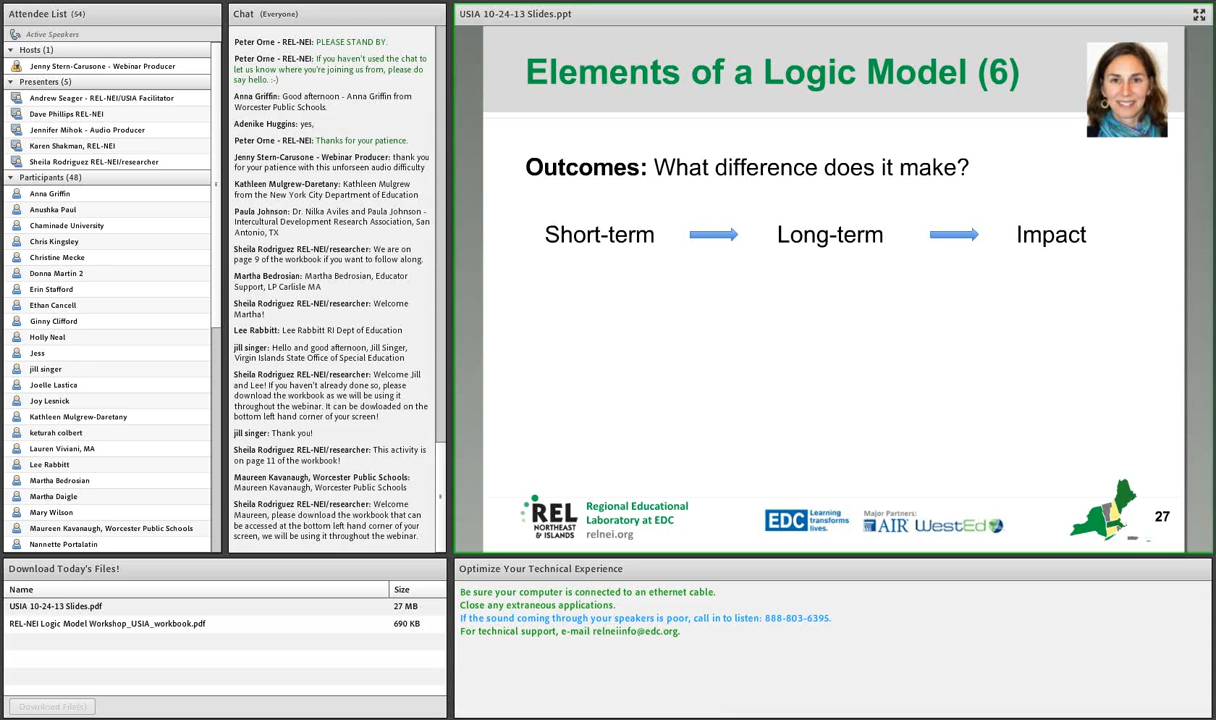 Attendee List (54)
Active Speakers
Hosts (1)
Jenny Stern-Carusone - Webinar Producer
Presenters (5)
Andrew Seager - REL-NEI/USIA Facilitator
Dave Phillips REL-NEI
Jennifer Mihok - Audio Producer
Karen Shakman, REL-NEI
Sheila Rodriguez REL-NEI/researcher
Participants (48)
Anna Griffin
Anushka Paul
Chaminade University
Chris Kingsley
Christine Mecke
Donna Martin 2
Erin Stafford
Ethan Cancell
Ginny Clifford
Holly Neal
Jess
jill singer
Joelle Lastica
Joy Lesnick
Kathleen Mulgrew-Daretany
keturah colbert
Lauren Viviani, MA
Lee Rabbitt
Martha Bedrosian
Martha Daigle
Mary Wilson
Maureen Kavanaugh, Worcester Public Schools
Nannette Portalatin
Chat (Everyone)
Peter Orne - REL-NEI: PLEASE STAND BY.
Peter Orne - REL-NEI: If you haven't used the chat to
let us know where you're joining us from, please do
say hello. :-)
Anna Griffin: Good afternoon - Anna Griffin from
Worcester Public Schools.
Adenike Huggins: yes,
Peter Orne - REL-NEI: Thanks for your patience.
Jenny Stern-Carusone - Webinar Producer: thank you
for your patience with this unforseen audio difficulty
Kathleen Mulgrew-Daretany: Kathleen Mulgrew
from the New York City Department of Education
Paula Johnson: Dr. Nilka Aviles and Paula Johnson -
Intercultural Development Research Association, San
Antonio, TX
Sheila Rodriguez REL-NEI/researcher: We are on
page 9 of the workbook if you want to follow along.
Martha Bedrosian: Martha Bedrosian, Educator
Support, LP Carlisle MA
Sheila Rodriguez REL-NEI/researcher: Welcome
Martha!
Lee Rabbitt: Lee Rabbitt RI Dept of Education
jill singer: Hello and good afternoon, Jill Singer,
Virgin Islands State Office of Special Education
Sheila Rodriguez REL-NEI/researcher: Welcome Jill
and Lee! If you haven't already done so, please
download the workbook as we will be using it
throughout the webinar. It can be dowloaded on the
bottom left hand corner of your screen!
jill singer: Thank you!
Sheila Rodriguez REL-NEI/researcher: This activity is
on page 11 of the workbook!
Maureen Kavanaugh, Worcester Public Schools:
Maureen Kavanaugh, Worcester Public Schools
Sheila Rodriguez REL-NEI/researcher: Welcome
Maureen, please download the workbook that can
be accessed at the bottom left hand corner of your
screen, we will be using it throughout the webinar.
USIA 10-24-13 Slides.ppt
Elements of a Logic Model (6)
Outcomes: What difference does it make?
Short-term Long-term Impact
REL
NORTHEAST
& ISLANDS
Regional Educational
Laboratory at EDC
relnei.org
EDC Learning
transforms
lives.
Major Partners:
AIR WestEd
27
Download Today's Files!
Name Size
USIA 10-24-13 Slides.pdf 27 MB
REL-NEI Logic Model Workshop_USIA_workbook.pdf 690 KB
Download File(s)
Optimize Your Technical Experience
Be sure your computer is connected to an ethernet cable.
Close any extraneous applications.
If the sound coming through your speakers is poor, call in to listen: 888-803-6395.
For technical support, e-mail relneiinfo@edc.org.